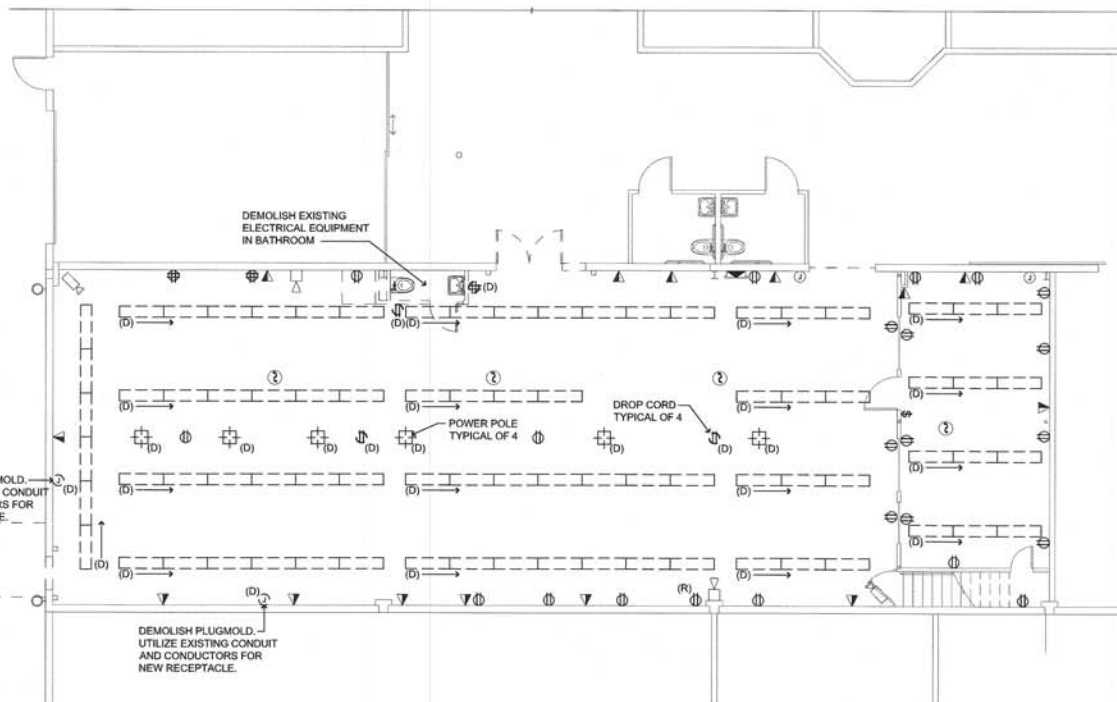 DEMOLISH EXISTING
ELECTRICAL EQUIPMENT
IN BATHROOM
(D)
(D)
(D)
(D)
(D)
(D)
(D)
(D)
(D)
(D)
POWER POLE
TYPICAL OF 4
DROP CORD
TYPICAL OF 4
(D)
(D)
(D)
(D)
(D)
(D)
(D)
(D)
MOLD.
CONDUIT
RS FOR
E.
(D)
(D)
(D)
(D)
(D)
(D)
(D)
(D)
(D)
(D)
(D)
(D)
(R)
DEMOLISH PLUGMOLD.
UTILIZE EXISTING CONDUIT
AND CONDUCTORS FOR
NEW RECEPTACLE.